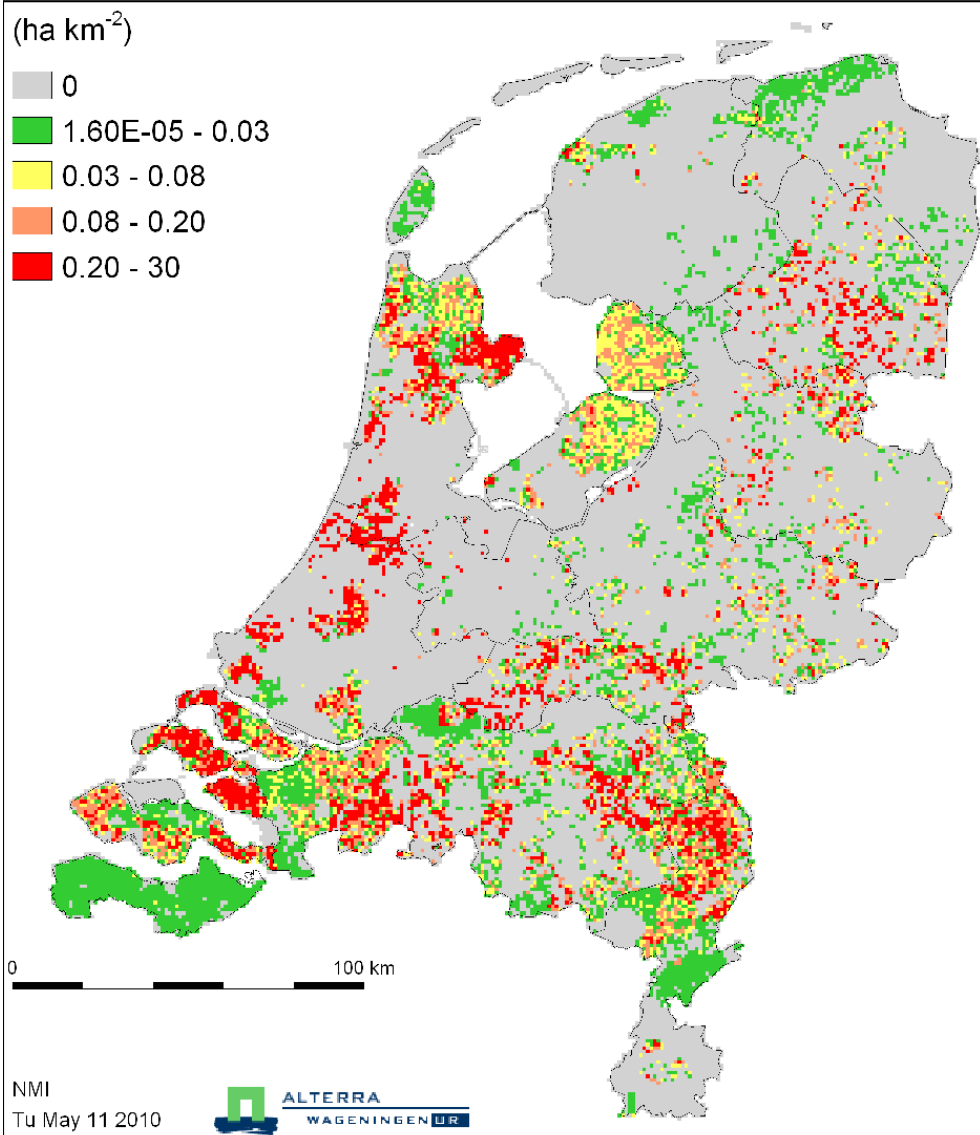 (ha km-2)
0
1.60E-05 - 0.03
0.03 - 0.08
0.08 - 0.20
0.20 - 30
0
100 km
NMI
Tu May 11 2010
ALTERRA
WAGENINGEN UR